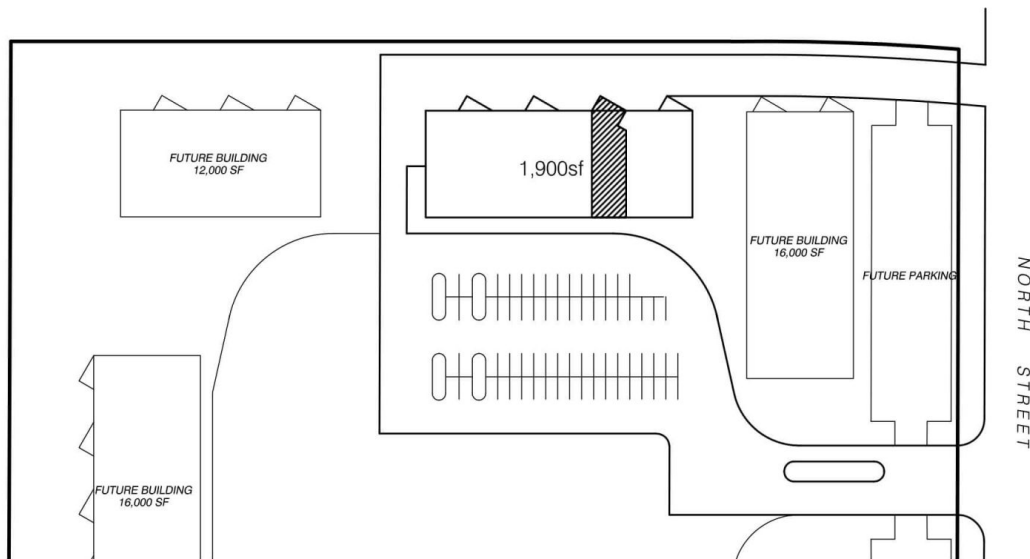 FUTURE BUILDING
12,000 SF
1,900sf
FUTURE BUILDING
16,000 SF
FUTURE PARKING
NORTH STREET
FUTURE BUILDING
16,000 SF